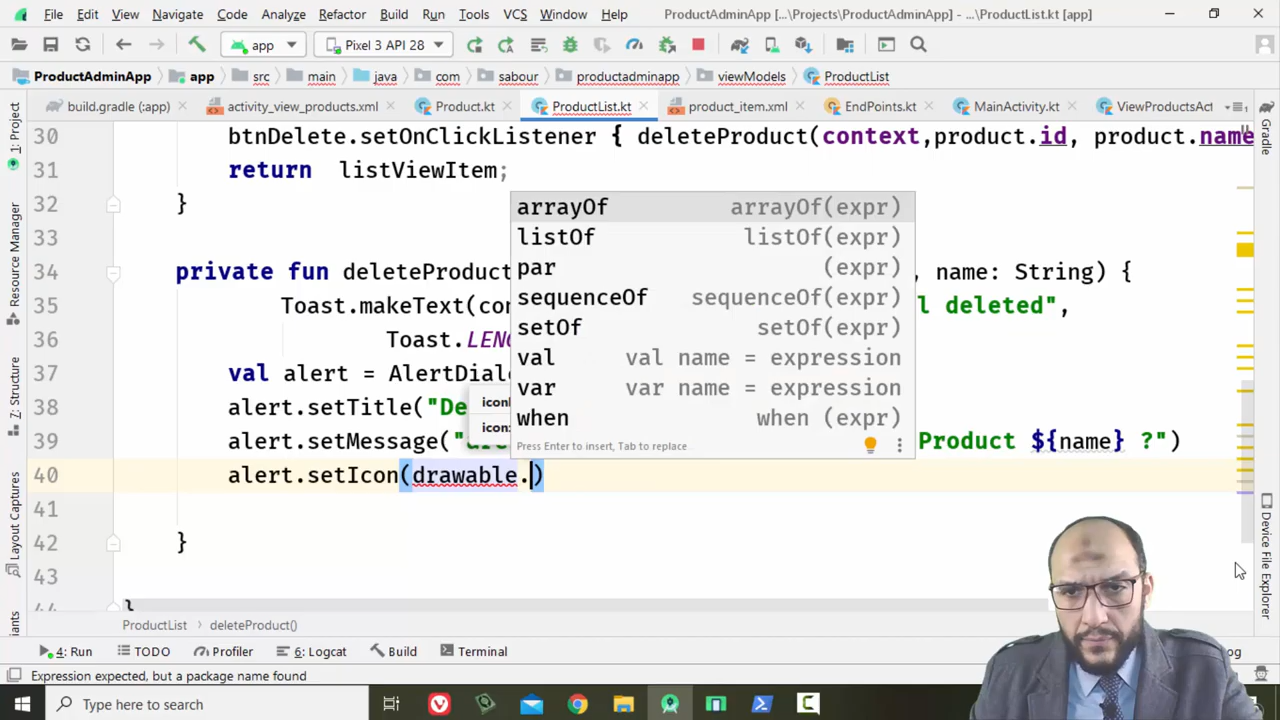 File Edit View Navigate Code Analyze Refactor Build Run Tools VCS Window Help ProductAdminApp [...\Projects\ProductAdminApp] - ...\ProductList.kt [app]
app Pixel 3 API 28
ProductAdminApp app src main java com sabour productadminapp viewModels ProductList
build.gradle (:app) activity_view_products.xml Product.kt ProductList.kt product_item.xml EndPoints.kt MainActivity.kt ViewProductsAct
1: Project
Resource Manager
7: Structure
Layout Captures
Gradle
Device File Explorer
30 btnDelete.setOnClickListener { deleteProduct(context,product.id, product.name
31 return listViewItem;
32 }
33
34 private fun deleteProduct , name: String) {
35 Toast.makeText(con l deleted",
36 Toast.LENG
37 val alert = AlertDialo
38 alert.setTitle("De
39 alert.setMessage( Product ${name} ?")
40 alert.setIcon(drawable.)
41
42 }
43
44 }
arrayOf arrayOf(expr)
listOf listOf(expr)
par (expr)
sequenceOf sequenceOf(expr)
setOf setOf(expr)
val val name = expression
var var name = expression
when when (expr)
Press Enter to insert, Tab to replace
ProductList deleteProduct()
4: Run TODO Profiler 6: Logcat Build Terminal
Expression expected, but a package name found
Type here to search